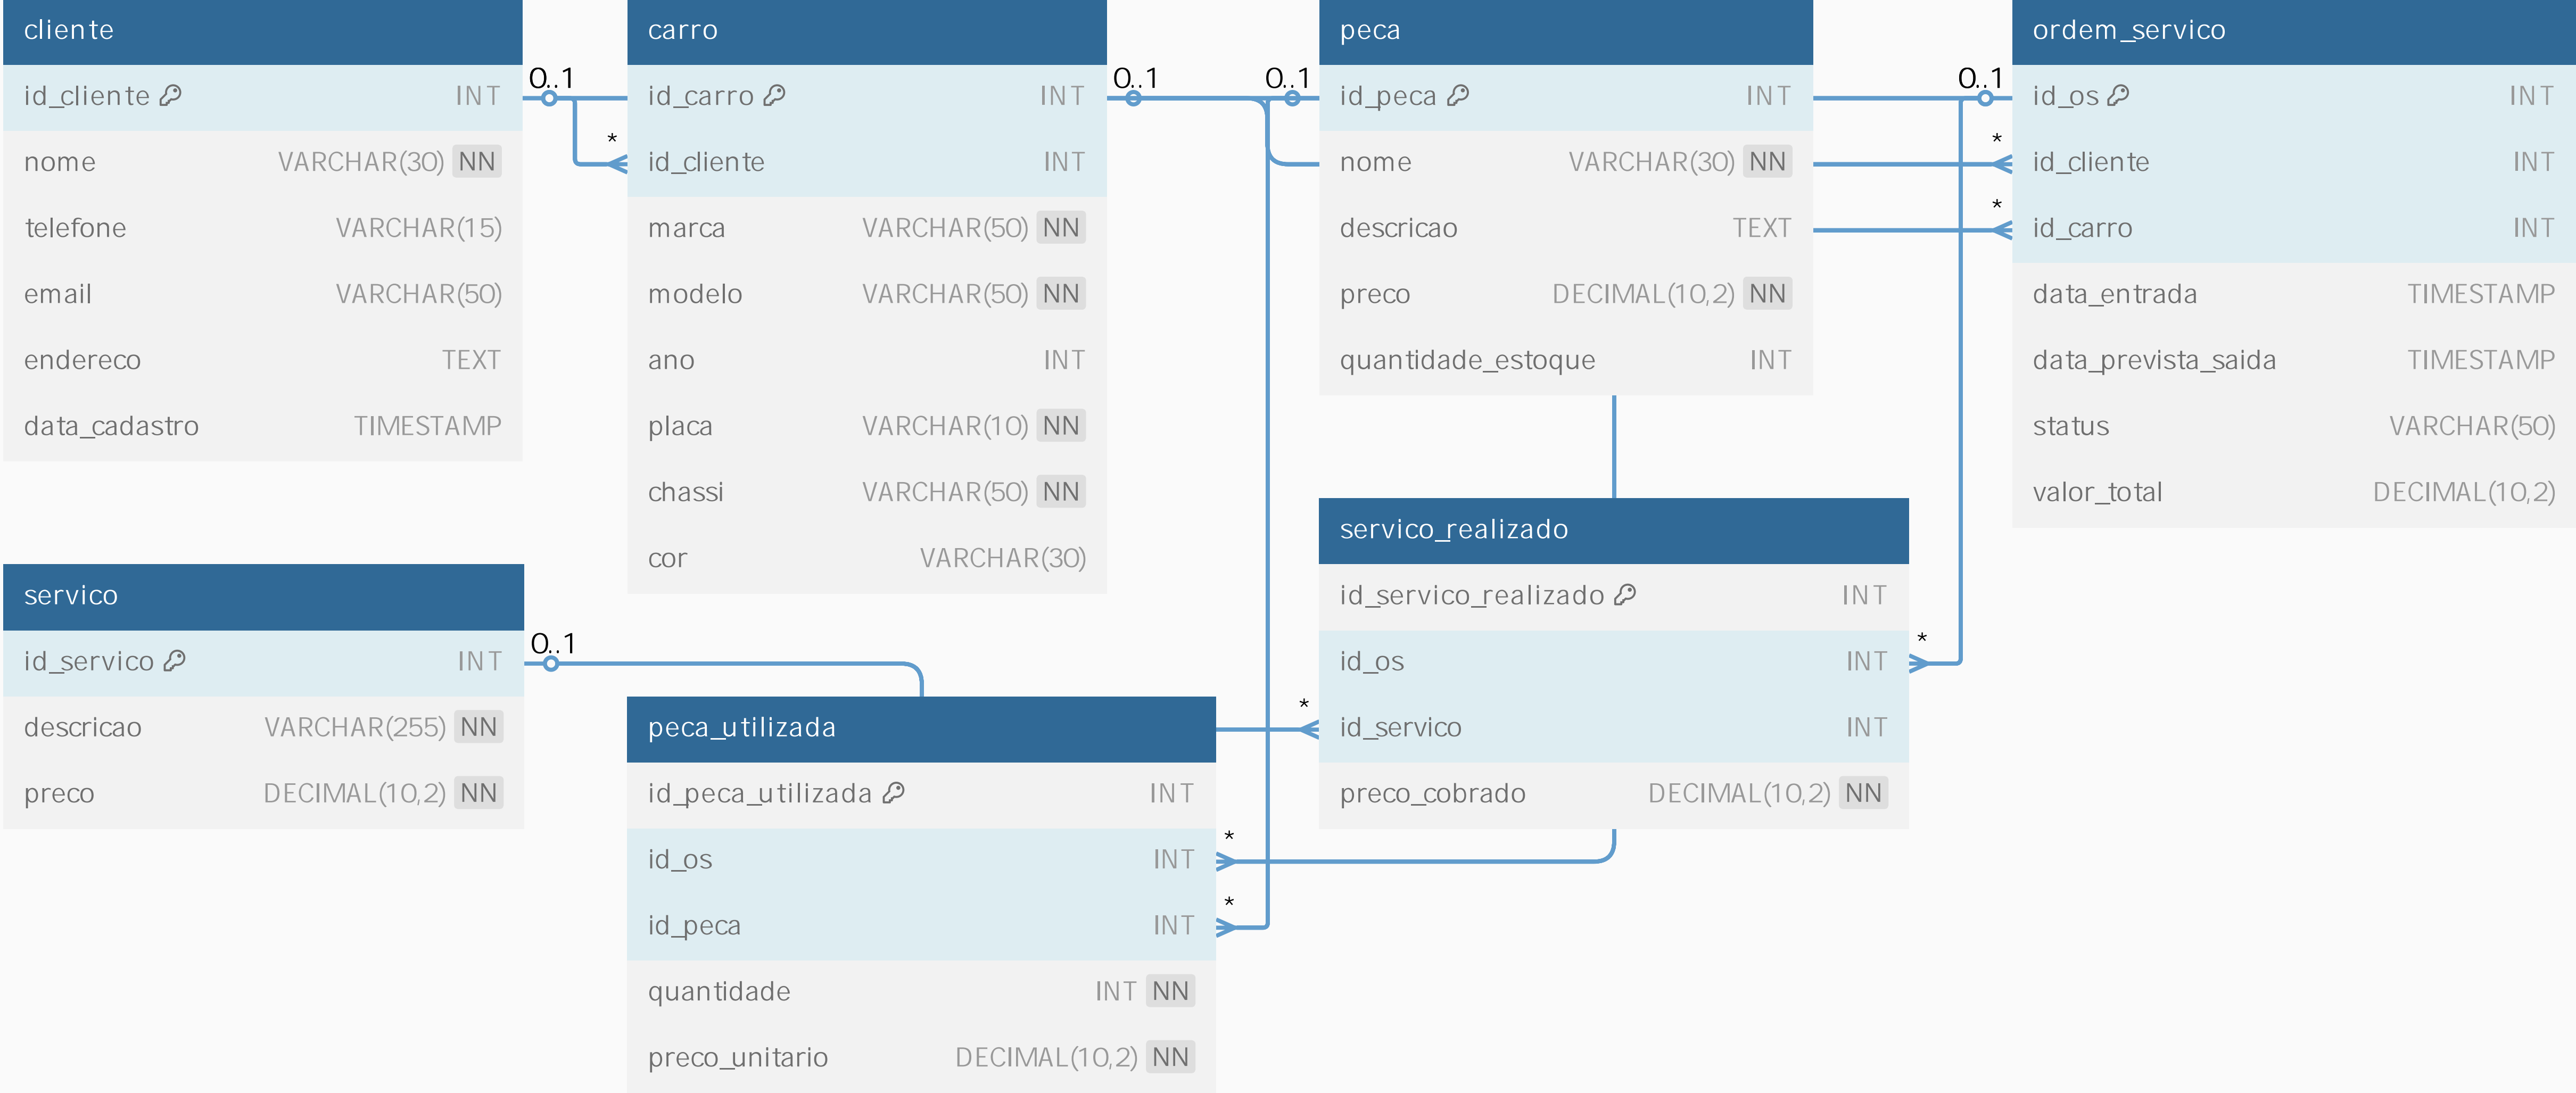 cliente
id_cliente INT
nome VARCHAR(30) NN
telefone VARCHAR(15)
email VARCHAR(50)
endereco TEXT
data_cadastro TIMESTAMP
0..1
*
carro
id_carro INT
id_cliente INT
marca VARCHAR(50) NN
modelo VARCHAR(50) NN
ano INT
placa VARCHAR(10) NN
chassi VARCHAR(50) NN
cor VARCHAR(30)
0..1
0..1
peca
id_peca INT
nome VARCHAR(30) NN
descricao TEXT
preco DECIMAL(10,2) NN
quantidade_estoque INT
0..1
*
*
ordem_servico
id_os INT
id_cliente INT
id_carro INT
data_entrada TIMESTAMP
data_prevista_saida TIMESTAMP
status VARCHAR(50)
valor_total DECIMAL(10,2)
servico
id_servico INT
descricao VARCHAR(255) NN
preco DECIMAL(10,2) NN
0..1
peca_utilizada
id_peca_utilizada INT
id_os INT
id_peca INT
quantidade INT NN
preco_unitario DECIMAL(10,2) NN
*
*
*
servico_realizado
id_servico_realizado INT
id_os INT
id_servico INT
preco_cobrado DECIMAL(10,2) NN
*